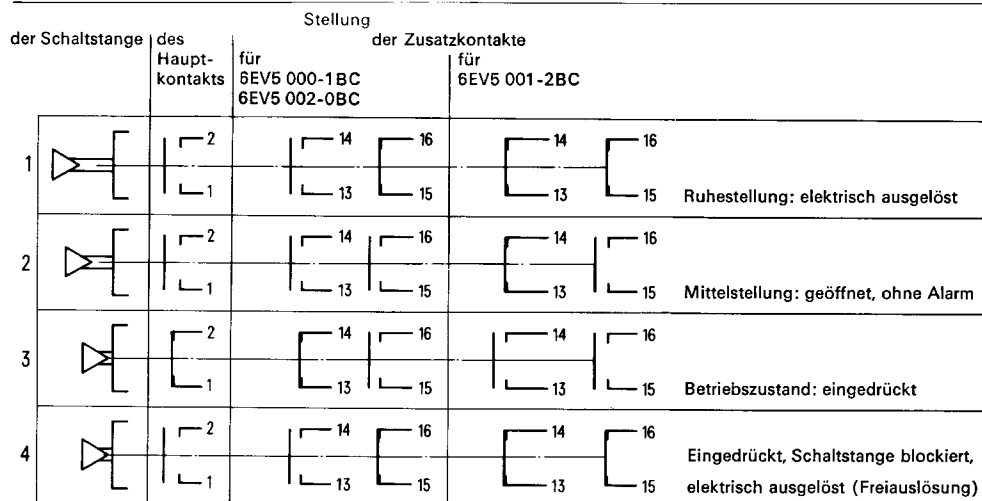 Stellung
der Schaltstange des der Zusatzkontakte
Haupt- für für
kontakts 6EV5 000-1BC 6EV5 001-2BC
6EV5 002-0BC
2 14 16 14 16
1
1 13 15 13 15 Ruhestellung: elektrisch ausgelöst
2 14 16 14 16
2
1 13 15 13 15 Mittelstellung: geöffnet, ohne Alarm
2 14 16 14 16
3
1 13 15 13 15 Betriebszustand: eingedrückt
2 14 16 14 16 Eingedrückt, Schaltstange blockiert,
4
1 13 15 13 15 elektrisch ausgelöst (Freiauslösung)